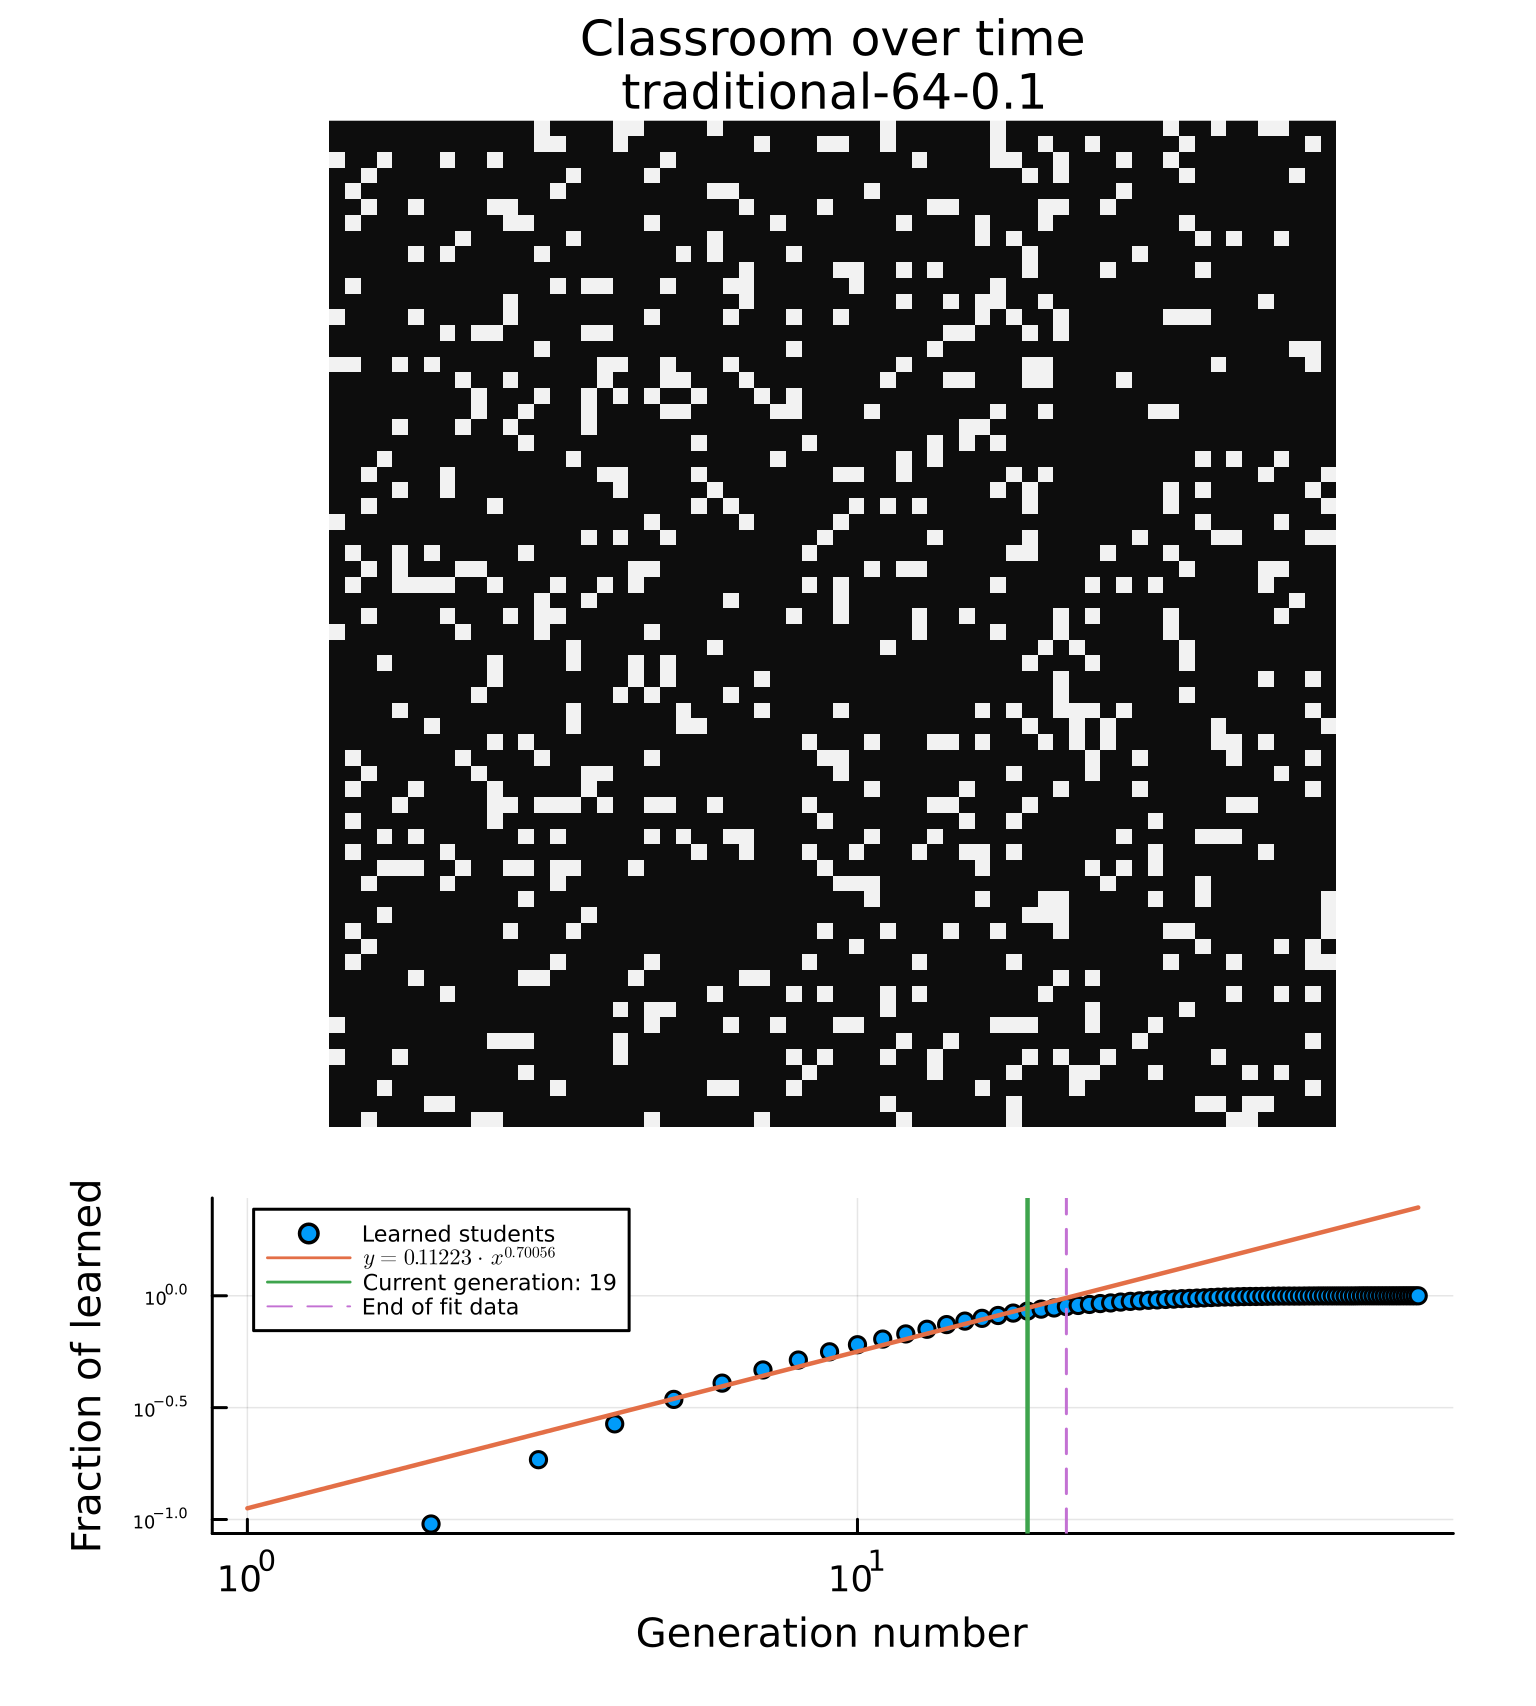 Classroom over time
traditional-64-0.1
Fraction of learned
Learned students
y = 0.11223 · x^0.70056
Current generation: 19
End of fit data
10^0.0
10^−0.5
10^−1.0
10^0
10^1
Generation number